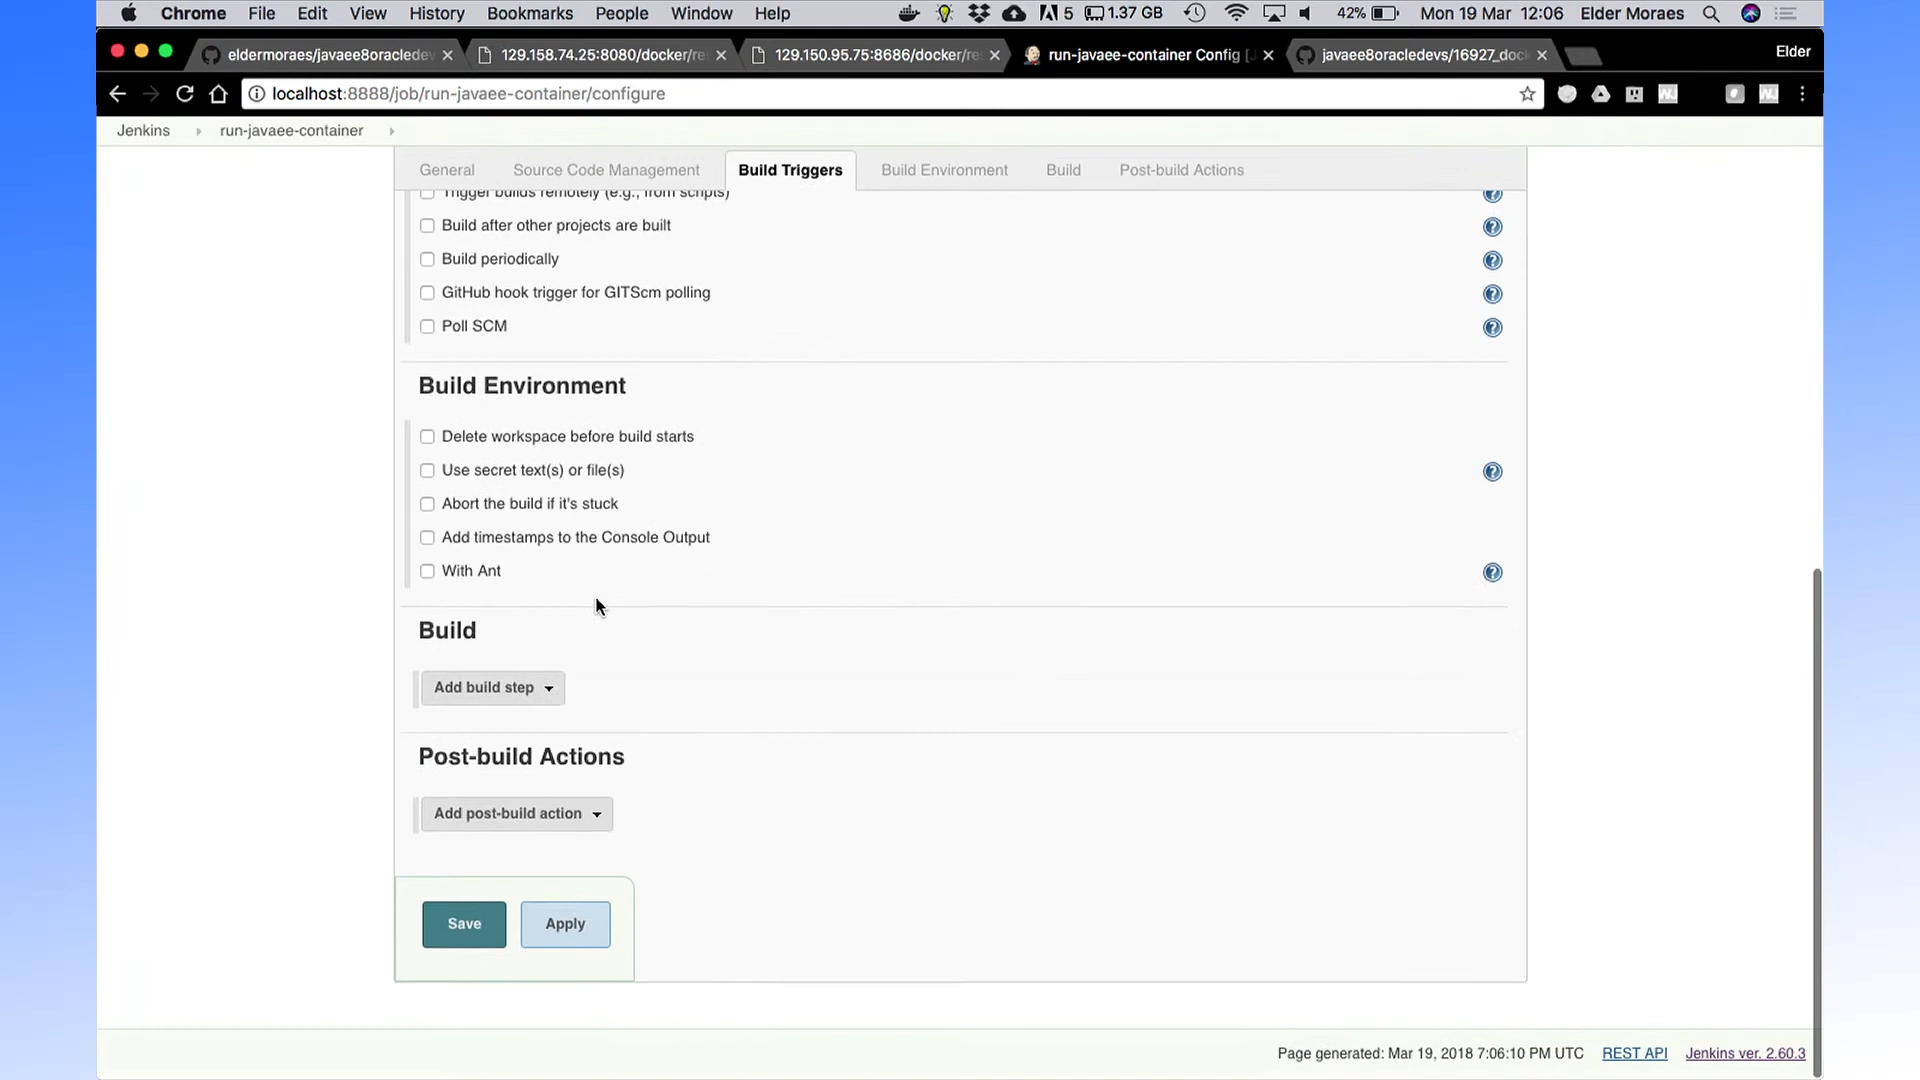 Chrome File Edit View History Bookmarks People Window Help 5 1.37 GB 42% Mon 19 Mar 12:06 Elder Moraes
eldermoraes/javaee8oracledev 129.158.74.25:8080/docker/re 129.150.95.75:8686/docker/re run-javaee-container Config [J javaee8oracledevs/16927_dock Elder
localhost:8888/job/run-javaee-container/configure
Jenkins run-javaee-container
General Source Code Management Build Triggers Build Environment Build Post-build Actions
Trigger builds remotely (e.g., from scripts)
Build after other projects are built
Build periodically
GitHub hook trigger for GITScm polling
Poll SCM
Build Environment
Delete workspace before build starts
Use secret text(s) or file(s)
Abort the build if it's stuck
Add timestamps to the Console Output
With Ant
Build
Add build step
Post-build Actions
Add post-build action
Save Apply
Page generated: Mar 19, 2018 7:06:10 PM UTC REST API Jenkins ver. 2.60.3